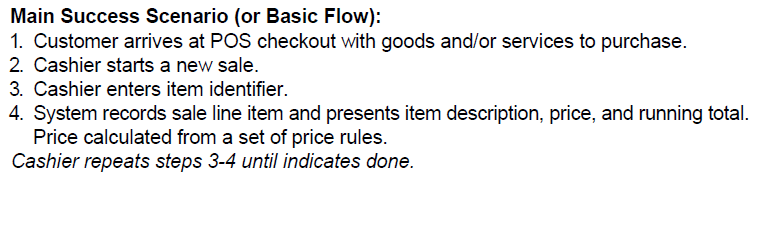 Main Success Scenario (or Basic Flow):
1. Customer arrives at POS checkout with goods and/or services to purchase.
2. Cashier starts a new sale.
3. Cashier enters item identifier.
4. System records sale line item and presents item description, price, and running total.
Price calculated from a set of price rules.
Cashier repeats steps 3-4 until indicates done.